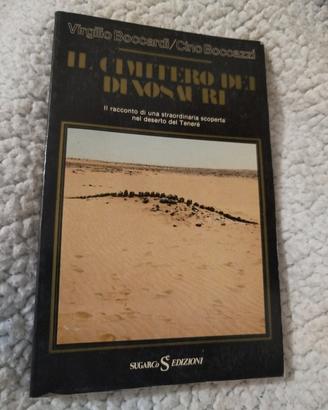 Virgilio Boccardi/Cino Boccazzi
IL CIMITERO DEI
DINOSAURI
Il racconto di una straordinaria scoperta
nel deserto del Teneré
SUGARCo EDIZIONI